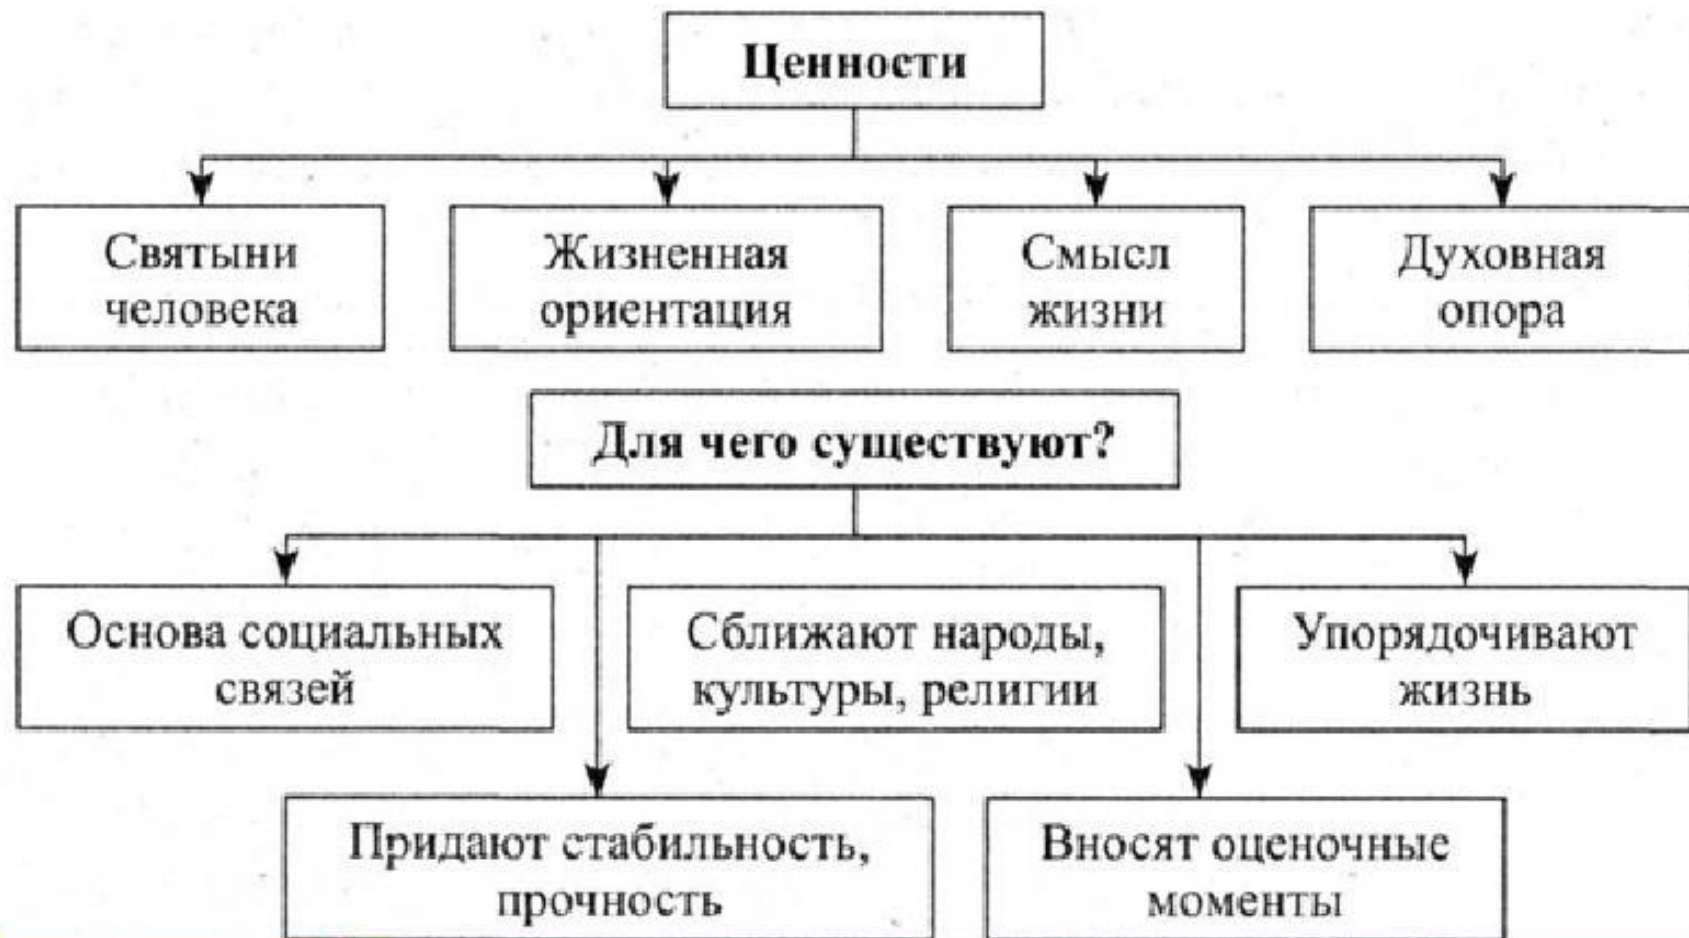 Ценности
Святыни
человека
Жизненная
ориентация
Смысл
жизни
Духовная
опора
Для чего существуют?
Основа социальных
связей
Сближают народы,
культуры, религии
Упорядочивают
жизнь
Придают стабильность,
прочность
Вносят оценочные
моменты